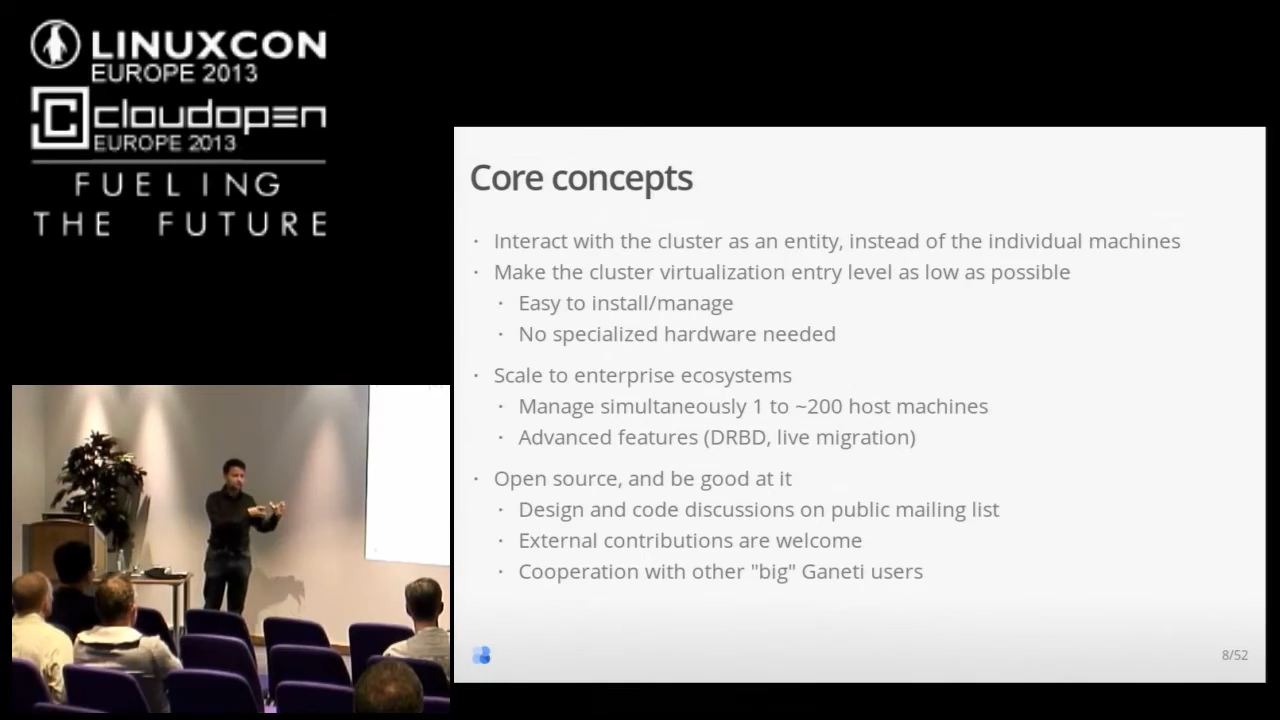 LINUXCON
EUROPE 2013
cloudopen
EUROPE 2013
FUELING
THE FUTURE
Core concepts
· Interact with the cluster as an entity, instead of the individual machines
· Make the cluster virtualization entry level as low as possible
· Easy to install/manage
· No specialized hardware needed
· Scale to enterprise ecosystems
· Manage simultaneously 1 to ~200 host machines
· Advanced features (DRBD, live migration)
· Open source, and be good at it
· Design and code discussions on public mailing list
· External contributions are welcome
· Cooperation with other "big" Ganeti users
8/52